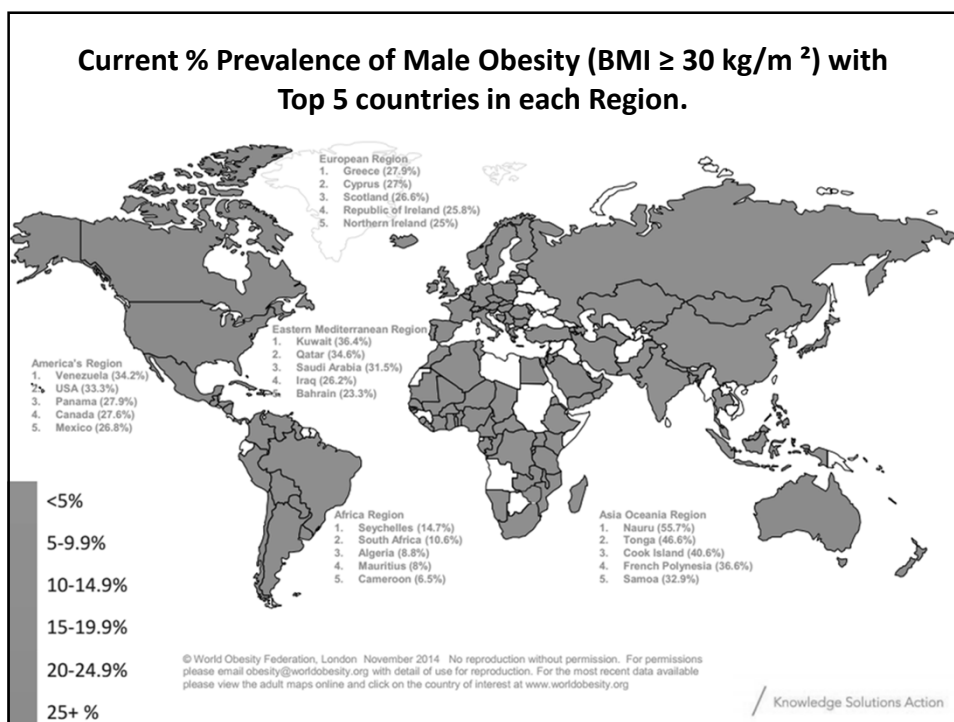 Current % Prevalence of Male Obesity (BMI ≥ 30 kg/m ²) with
Top 5 countries in each Region.
European Region
1. Greece (27.9%)
2. Cyprus (27%)
3. Scotland (26.6%)
4. Republic of Ireland (25.8%)
5. Northern Ireland (25%)
Eastern Mediterranean Region
1. Kuwait (36.4%)
2. Qatar (34.6%)
3. Saudi Arabia (31.5%)
4. Iraq (26.2%)
5. Bahrain (23.3%)
America's Region
1. Venezuela (34.2%)
2. USA (33.3%)
3. Panama (27.9%)
4. Canada (27.6%)
5. Mexico (26.8%)
<5%
5-9.9%
10-14.9%
15-19.9%
20-24.9%
25+ %
Africa Region
1. Seychelles (14.7%)
2. South Africa (10.6%)
3. Algeria (8.8%)
4. Mauritius (8%)
5. Cameroon (6.5%)
Asia Oceania Region
1. Nauru (55.7%)
2. Tonga (46.6%)
3. Cook Island (40.6%)
4. French Polynesia (36.6%)
5. Samoa (32.9%)
© World Obesity Federation, London November 2014 No reproduction without permission. For permissions
please email obesity@worldobesity.org with detail of use for reproduction. For the most recent data available
please view the adult maps online and click on the country of interest at www.worldobesity.org
Knowledge Solutions Action